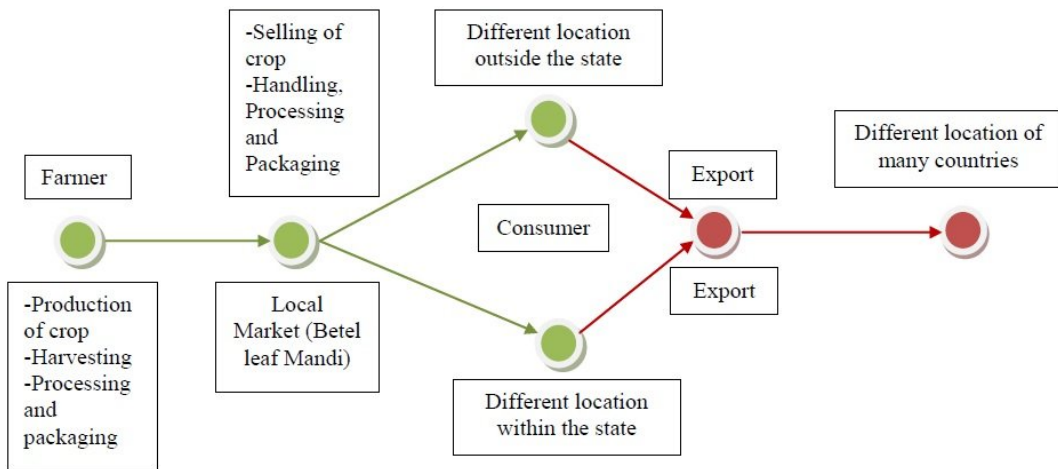 Farmer
-Production
of crop
-Harvesting
-Processing
and
packaging
-Selling of
crop
-Handling,
Processing
and
Packaging
Local
Market (Betel
leaf Mandi)
Different location
outside the state
Consumer
Different location
within the state
Export
Export
Different location of
many countries